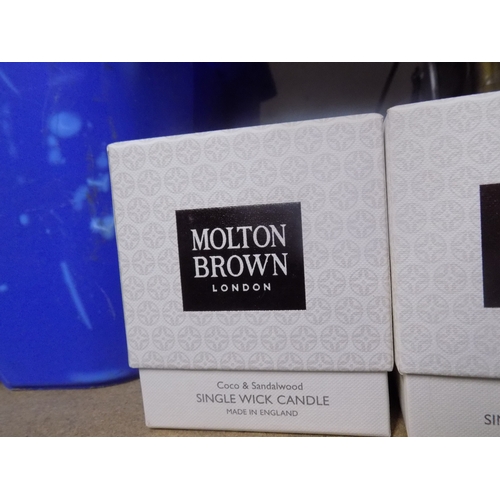 MOLTON
BROWN
LONDON
Coco & Sandalwood
SINGLE WICK CANDLE
MADE IN ENGLAND